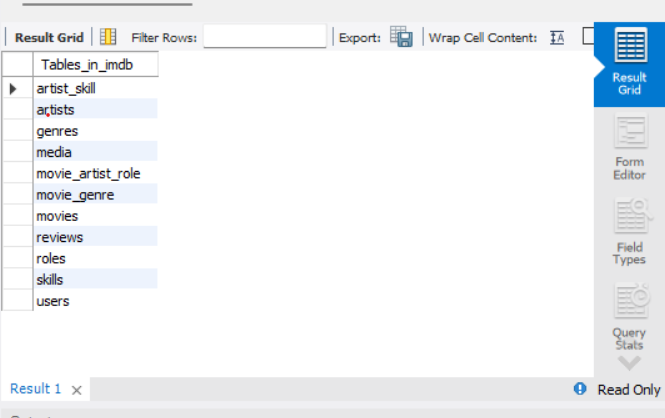 Result Grid Filter Rows: Export: Wrap Cell Content:
Tables_in_imdb
artist_skill
artists
genres
media
movie_artist_role
movie_genre
movies
reviews
roles
skills
users
Result
Grid
Form
Editor
Field
Types
Query
Stats
Result 1 × Read Only